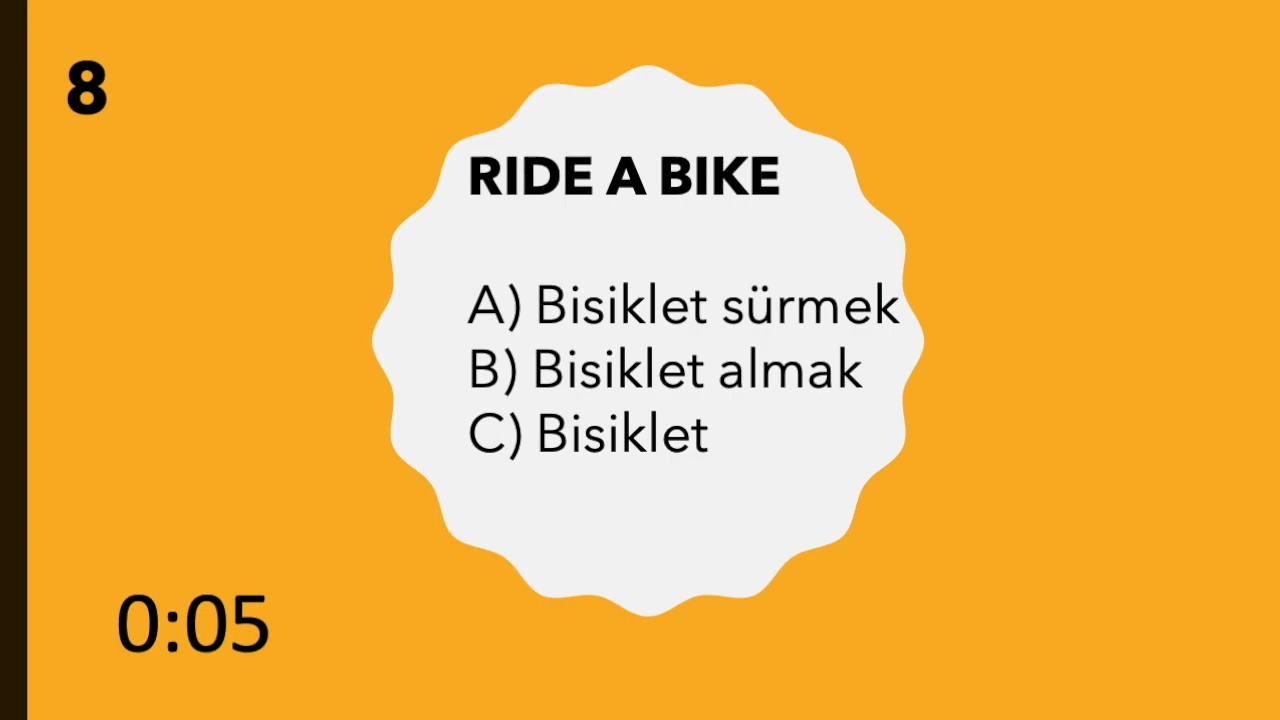 8
RIDE A BIKE
A) Bisiklet sürmek
B) Bisiklet almak
C) Bisiklet
0:05